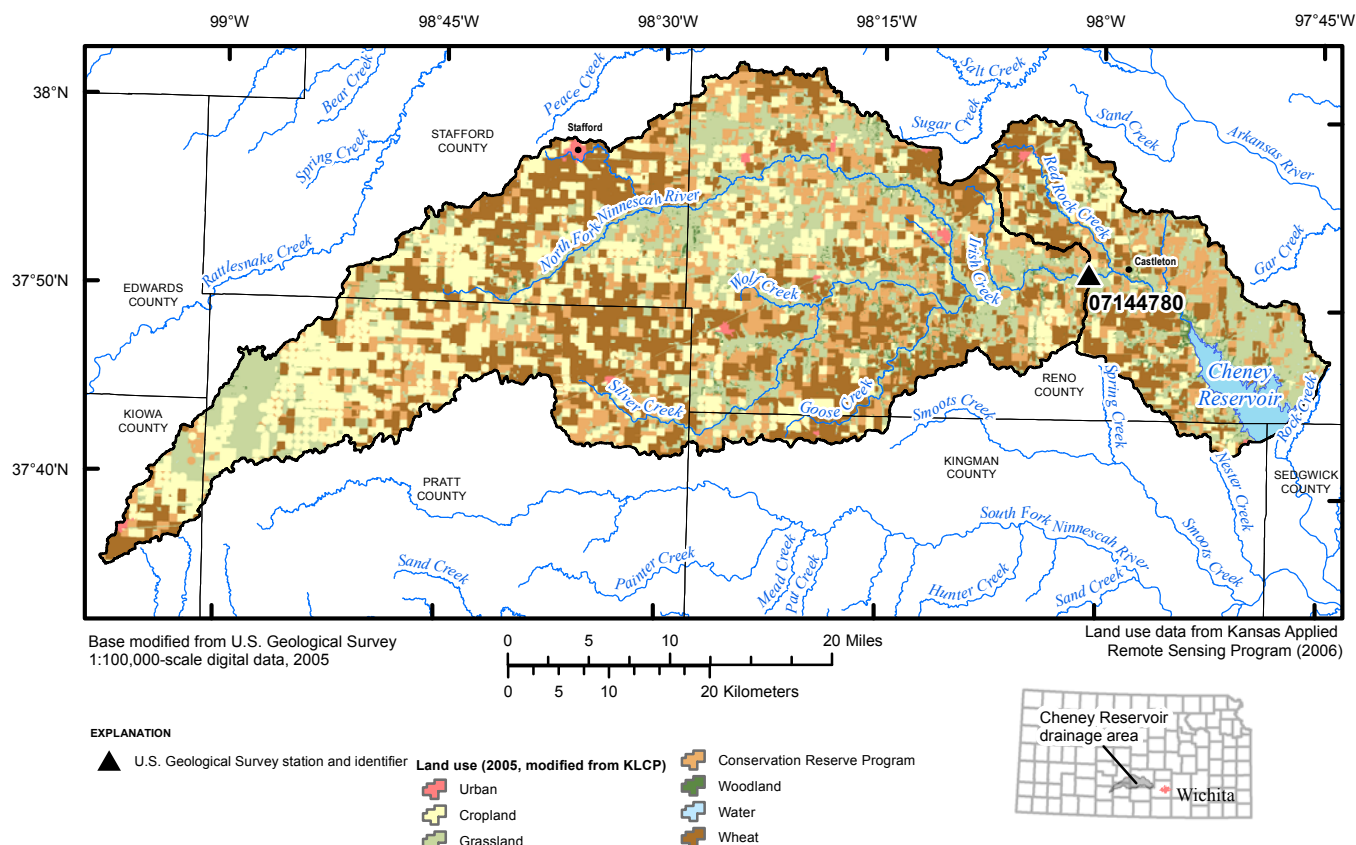 99°W
98°45'W
98°30'W
98°15'W
98°W
97°45'W
38°N
37°50'N
37°40'N
Bear Creek
Peace Creek
Salt Creek
Sand Creek
Sugar Creek
Arkansas River
Spring Creek
STAFFORD
COUNTY
Stafford
Red Rock Creek
Rattlesnake Creek
North Fork Ninnescah River
Irish Creek
Castleton
Gar Creek
EDWARDS
COUNTY
Wolf Creek
07144780
KIOWA
COUNTY
Silver Creek
Goose Creek
Smoots Creek
RENO
COUNTY
Spring Creek
Cheney
Reservoir
Rock Creek
PRATT
COUNTY
KINGMAN
COUNTY
Nester Creek
SEDGWICK
COUNTY
South Fork Ninnescah River
Smoots Creek
Sand Creek
Painter Creek
Mead Creek
Pat Creek
Hunter Creek
Sand Creek
Base modified from U.S. Geological Survey
1:100,000-scale digital data, 2005
0 5 10 20 Miles
0 5 10 20 Kilometers
Land use data from Kansas Applied
Remote Sensing Program (2006)
EXPLANATION
U.S. Geological Survey station and identifier
Land use (2005, modified from KLCP)
Urban
Cropland
Grassland
Conservation Reserve Program
Woodland
Water
Wheat
Cheney Reservoir
drainage area
Wichita